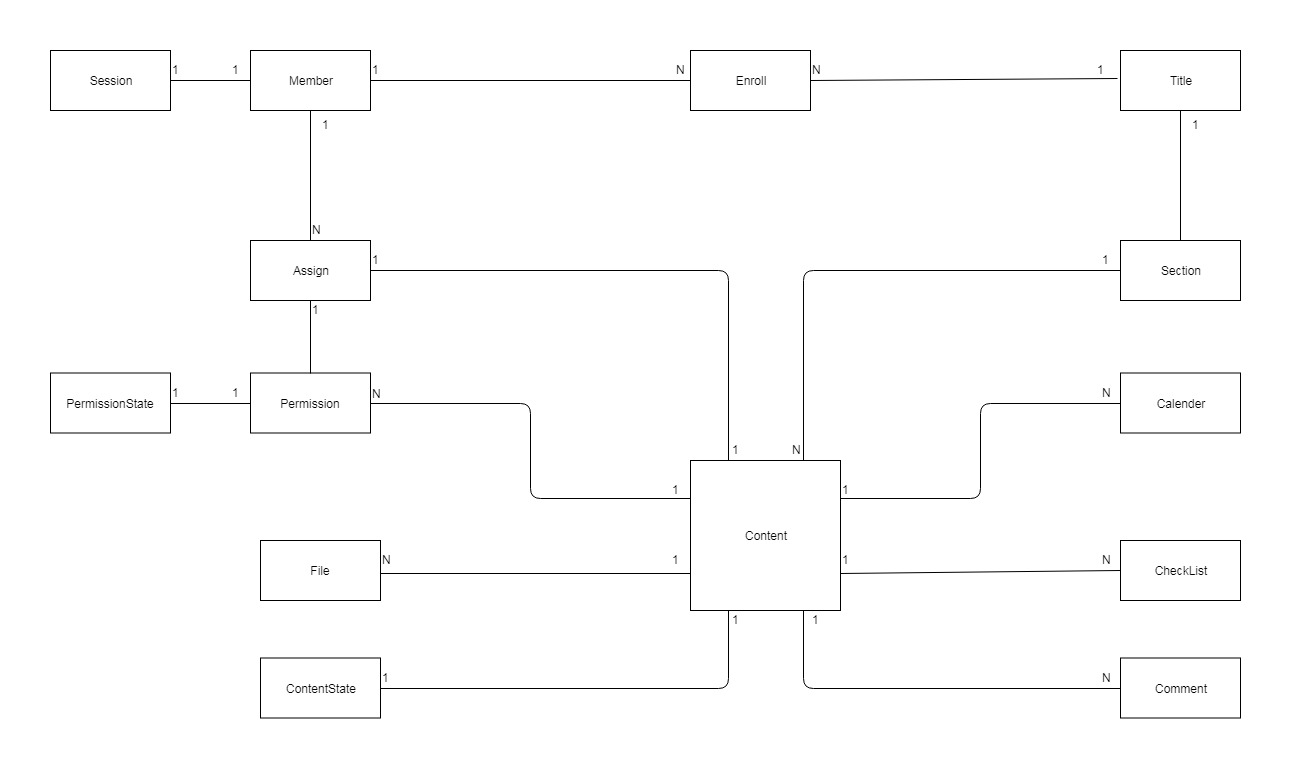 Session
1
1
Member
1
N
Enroll
N
1
Title
1
1
N
Assign
1
1
Section
1
PermissionState
1
1
Permission
N
N
Calender
1
N
1
Content
1
File
N
1
1
N
CheckList
1
1
ContentState
1
N
Comment